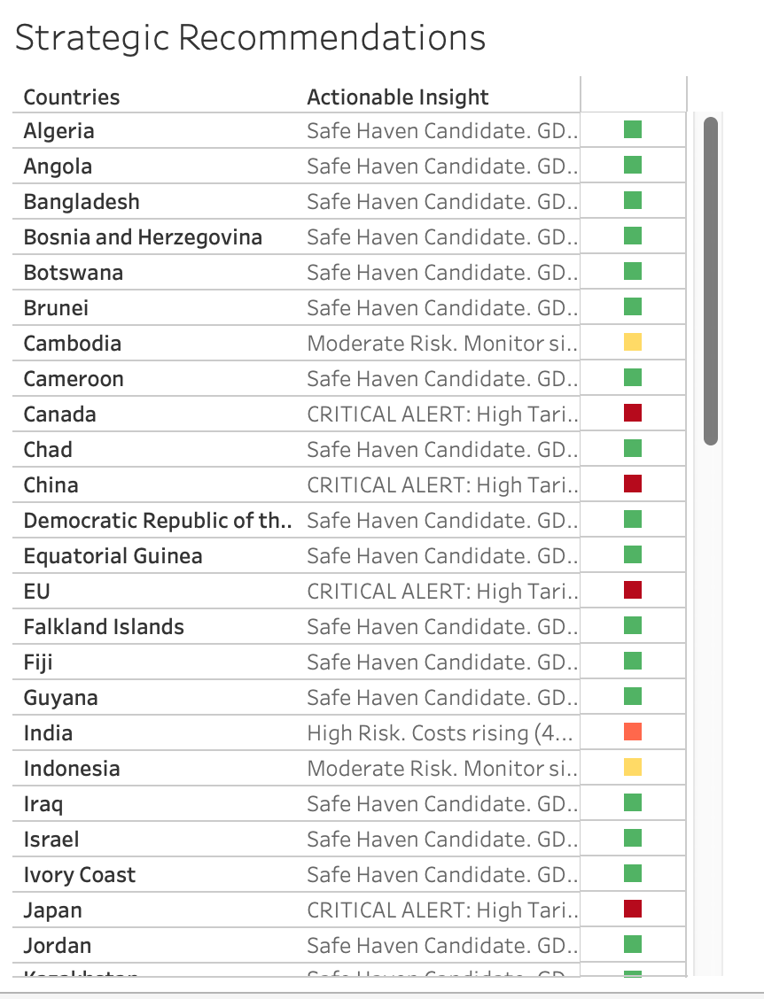 Strategic Recommendations
Countries Actionable Insight
Algeria Safe Haven Candidate. GD..
Angola Safe Haven Candidate. GD..
Bangladesh Safe Haven Candidate. GD..
Bosnia and Herzegovina Safe Haven Candidate. GD..
Botswana Safe Haven Candidate. GD..
Brunei Safe Haven Candidate. GD..
Cambodia Moderate Risk. Monitor si..
Cameroon Safe Haven Candidate. GD..
Canada CRITICAL ALERT: High Tari..
Chad Safe Haven Candidate. GD..
China CRITICAL ALERT: High Tari..
Democratic Republic of th.. Safe Haven Candidate. GD..
Equatorial Guinea Safe Haven Candidate. GD..
EU CRITICAL ALERT: High Tari..
Falkland Islands Safe Haven Candidate. GD..
Fiji Safe Haven Candidate. GD..
Guyana Safe Haven Candidate. GD..
India High Risk. Costs rising (4...
Indonesia Moderate Risk. Monitor si..
Iraq Safe Haven Candidate. GD..
Israel Safe Haven Candidate. GD..
Ivory Coast Safe Haven Candidate. GD..
Japan CRITICAL ALERT: High Tari..
Jordan Safe Haven Candidate. GD..
Kazakhstan Safe Haven Candidate. GD..